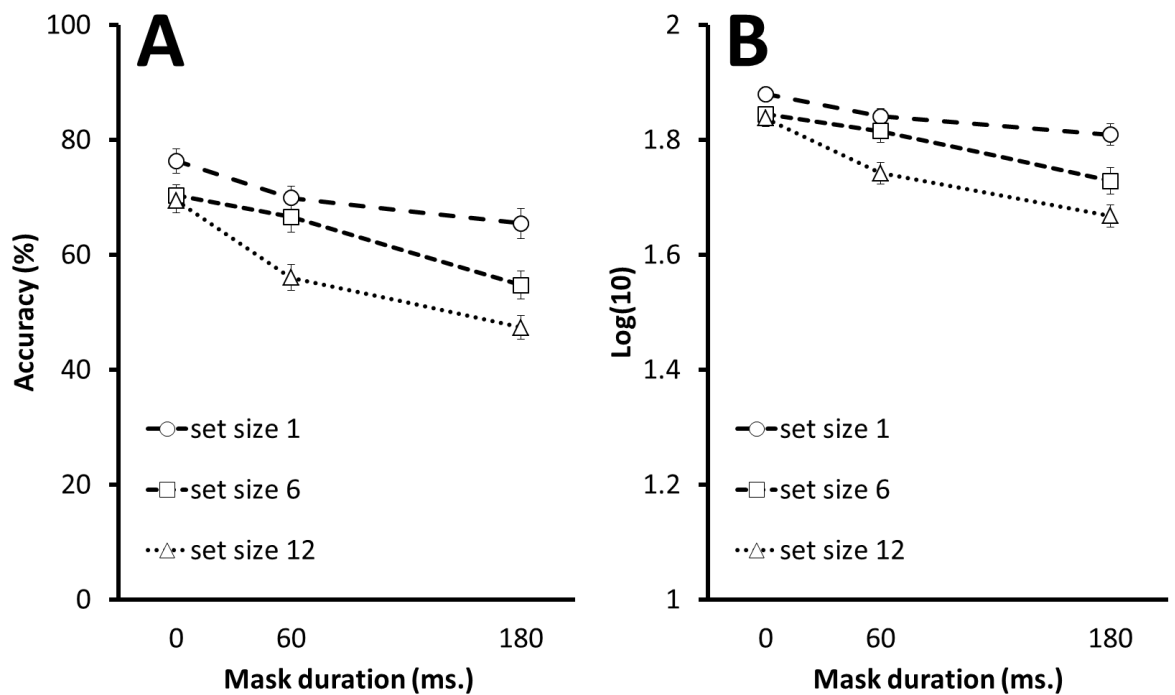 A
100
80
60
40
20
0
Accuracy (%)
set size 1
set size 6
set size 12
0 60 180
Mask duration (ms.)
B
2
1.8
1.6
1.4
1.2
1
Log(10)
set size 1
set size 6
set size 12
0 60 180
Mask duration (ms.)